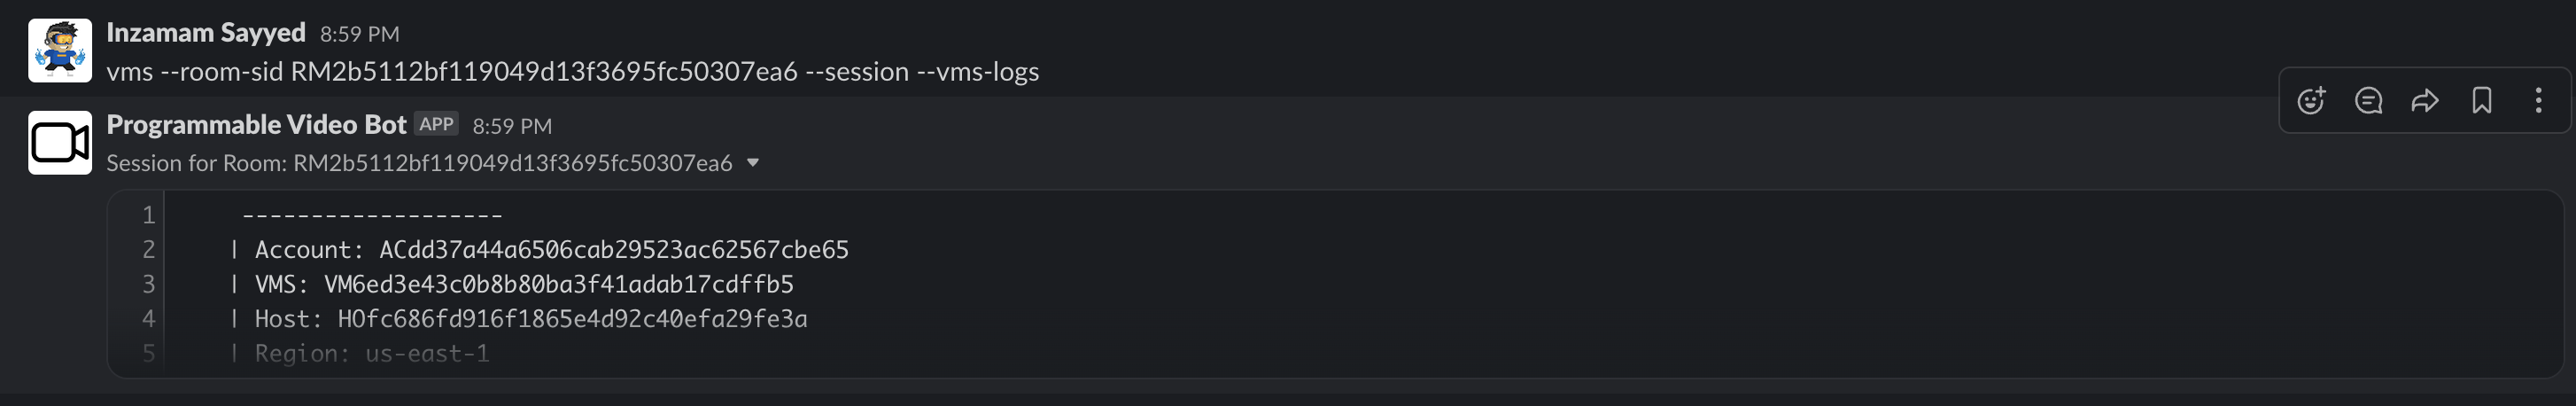 Inzamam Sayyed 8:59 PM
vms --room-sid RM2b5112bf119049d13f3695fc50307ea6 --session --vms-logs
Programmable Video Bot APP 8:59 PM
Session for Room: RM2b5112bf119049d13f3695fc50307ea6
1 -------------------
2 | Account: ACdd37a44a6506cab29523ac62567cbe65
3 | VMS: VM6ed3e43c0b8b80ba3f41adab17cdffb5
4 | Host: HOfc686fd916f1865e4d92c40efa29fe3a
5 | Region: us-east-1